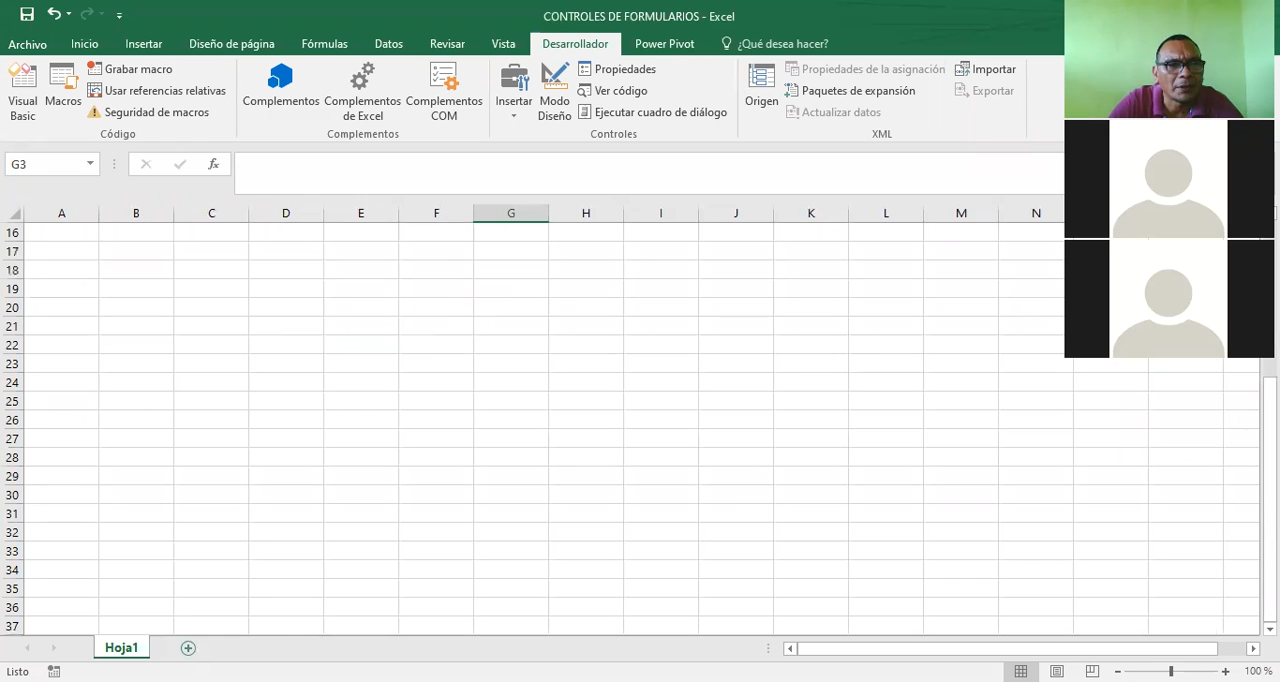 CONTROLES DE FORMULARIOS - Excel
Archivo Inicio Insertar Diseño de página Fórmulas Datos Revisar Vista Desarrollador Power Pivot ¿Qué desea hacer?
Visual Basic
Macros
Grabar macro
Usar referencias relativas
Seguridad de macros
Código
Complementos
Complementos de Excel
Complementos COM
Complementos
Insertar
Modo Diseño
Propiedades
Ver código
Ejecutar cuadro de diálogo
Controles
Origen
Propiedades de la asignación
Paquetes de expansión
Actualizar datos
Importar
Exportar
XML
G3
fx
A B C D E F G H I J K L M N
16
17
18
19
20
21
22
23
24
25
26
27
28
29
30
31
32
33
34
35
36
37
Hoja1
Listo
100 %